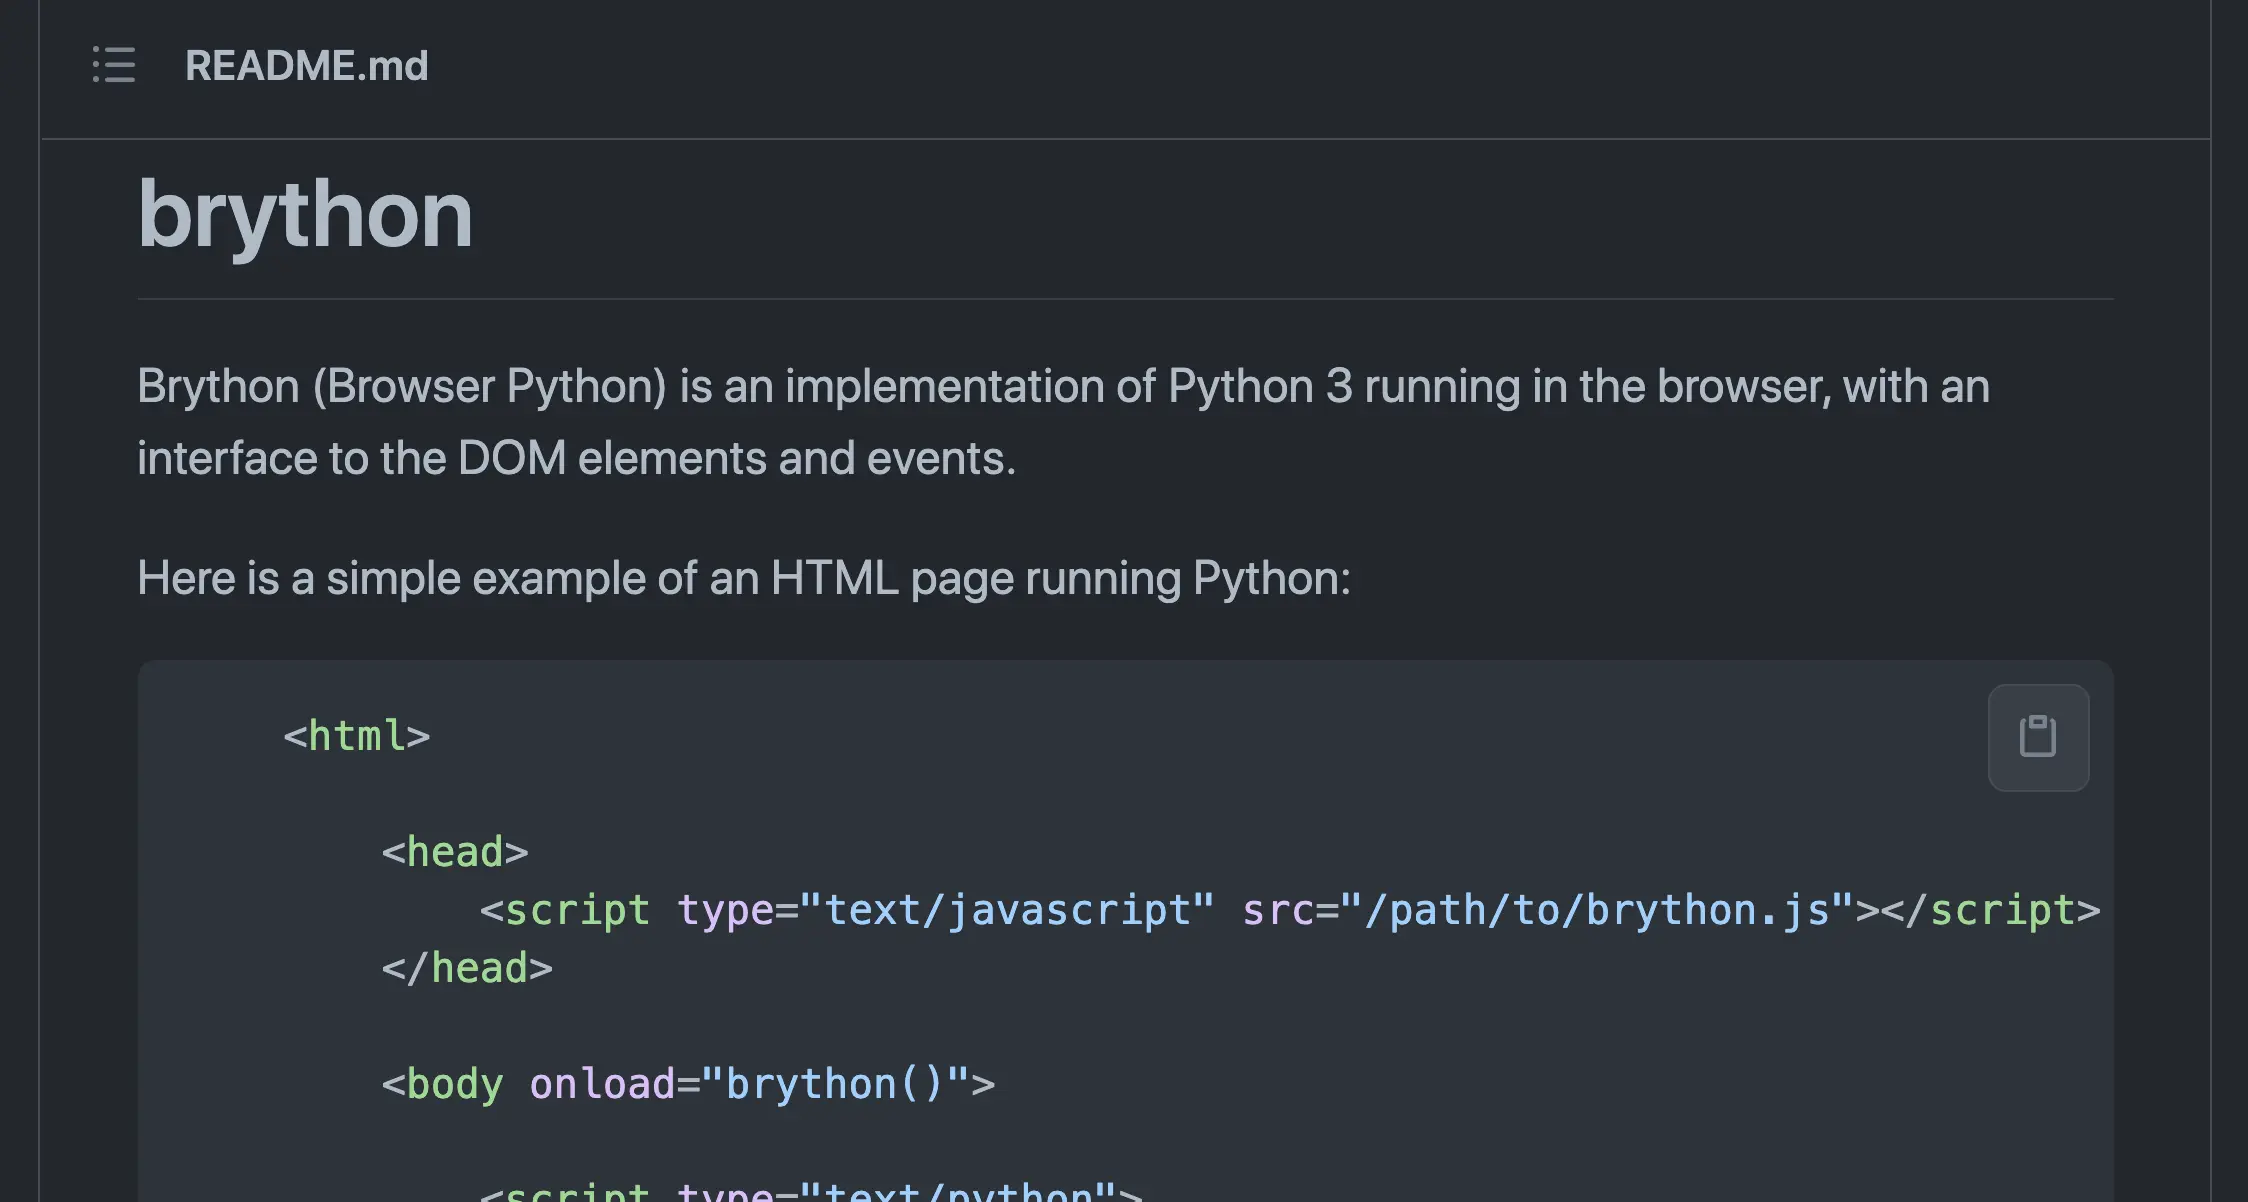 README.md
brython
Brython (Browser Python) is an implementation of Python 3 running in the browser, with an
interface to the DOM elements and events.
Here is a simple example of an HTML page running Python:
<html>
<head>
<script type="text/javascript" src="/path/to/brython.js"></script>
</head>
<body onload="brython()">
<script type="text/python">